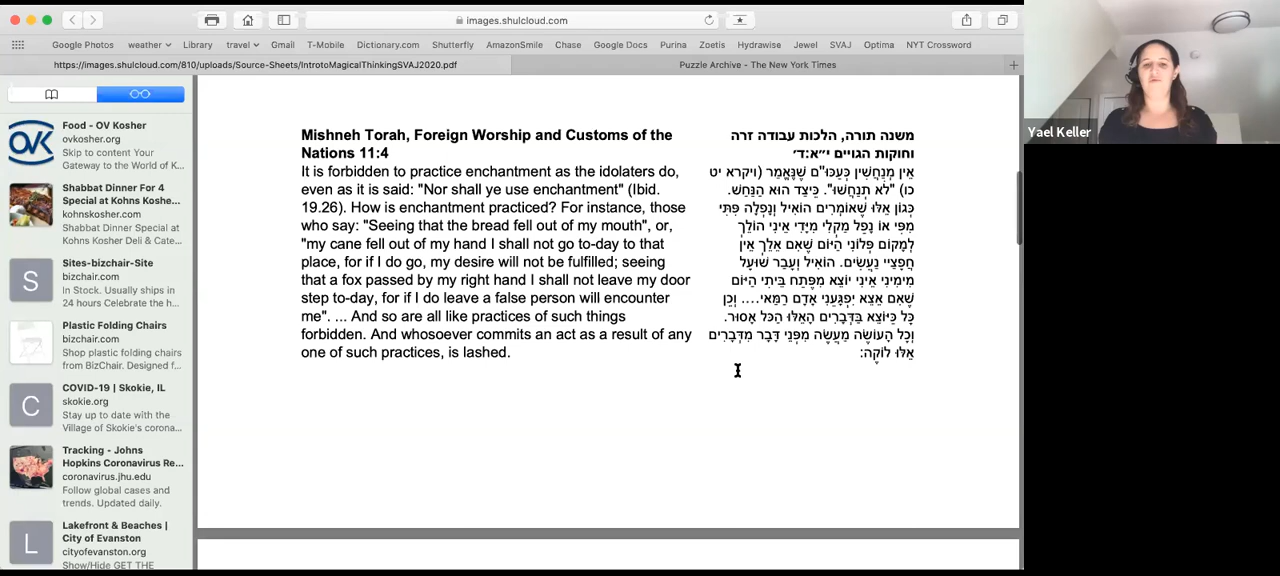 images.shulcloud.com
Google Photos weather Library travel Gmail T-Mobile Dictionary.com Shutterfly AmazonSmile Chase Google Docs Purina Zoetis Hydrawise Jewel SVAJ Optima NYT Crossword
https://images.shulcloud.com/810/uploads/Source-Sheets/IntrotoMagicalThinkingSVAJ2020.pdf
Puzzle Archive - The New York Times
Food - OV Kosher
ovkosher.org
Skip to content Your
Gateway to the World of K...
Shabbat Dinner For 4
Special at Kohns Koshe...
kohnskosher.com
Shabbat Dinner Special at
Kohns Kosher Deli & Cate...
Sites-bizchair-Site
bizchair.com
In Stock. Usually ships in
24 hours Celebrate the h...
Plastic Folding Chairs
bizchair.com
Shop plastic folding chairs
from BizChair. Designed f...
COVID-19 | Skokie, IL
skokie.org
Stay up to date with the
Village of Skokie's corona...
Tracking - Johns
Hopkins Coronavirus Re...
coronavirus.jhu.edu
Follow global cases and
trends. Updated daily.
Lakefront & Beaches |
City of Evanston
cityofevanston.org
Show/Hide GET THE
S
C
L
Mishneh Torah, Foreign Worship and Customs of the
Nations 11:4
It is forbidden to practice enchantment as the idolaters do,
even as it is said: "Nor shall ye use enchantment" (Ibid.
19.26). How is enchantment practiced? For instance, those
who say: "Seeing that the bread fell out of my mouth", or,
"my cane fell out of my hand I shall not go to-day to that
place, for if I do go, my desire will not be fulfilled; seeing
that a fox passed by my right hand I shall not leave my door
step to-day, for if I do leave a false person will encounter
me". ... And so are all like practices of such things
forbidden. And whosoever commits an act as a result of any
one of such practices, is lashed.
משנה תורה, הלכות עבודה זרה
וחוקות הגויים י״א:ד׳
אֵין מְנַחֲשִׁין כְּעַכּוּ"ם שֶׁנֶּאֱמַר (ויקרא יט
כו) "לֹא תְנַחֲשׁוּ". כֵּיצַד הוּא הַנַּחַשׁ.
כְּגוֹן אֵלּוּ שֶׁאוֹמְרִים הוֹאִיל וְנָפְלָה פִּתִּי
מִפִּי אוֹ נָפַל מַקְלִי מִיָּדִי אֵינִי הוֹלֵךְ
לְמָקוֹם פְּלוֹנִי הַיּוֹם שֶׁאִם אֵלֵךְ אֵין
חֲפָצַיי נַעֲשִׂים. הוֹאִיל וְעָבַר שׁוּעָל
מִימִינִי אֵינִי יוֹצֵא מִפֶּתַח בֵּיתִי הַיּוֹם
שֶׁאִם אֵצֵא יִפְגָּעֵנִי אָדָם רַמַּאי.... וְכֵן
כָּל כַּיּוֹצֵא בַּדְּבָרִים הָאֵלּוּ הַכּל אָסוּר.
וְכָל הָעוֹשֶׂה מַעֲשֶׂה מִפְּנֵי דָּבָר מִדְּבָרִים
אֵלּוּ לוֹקֶה:
Yael Keller